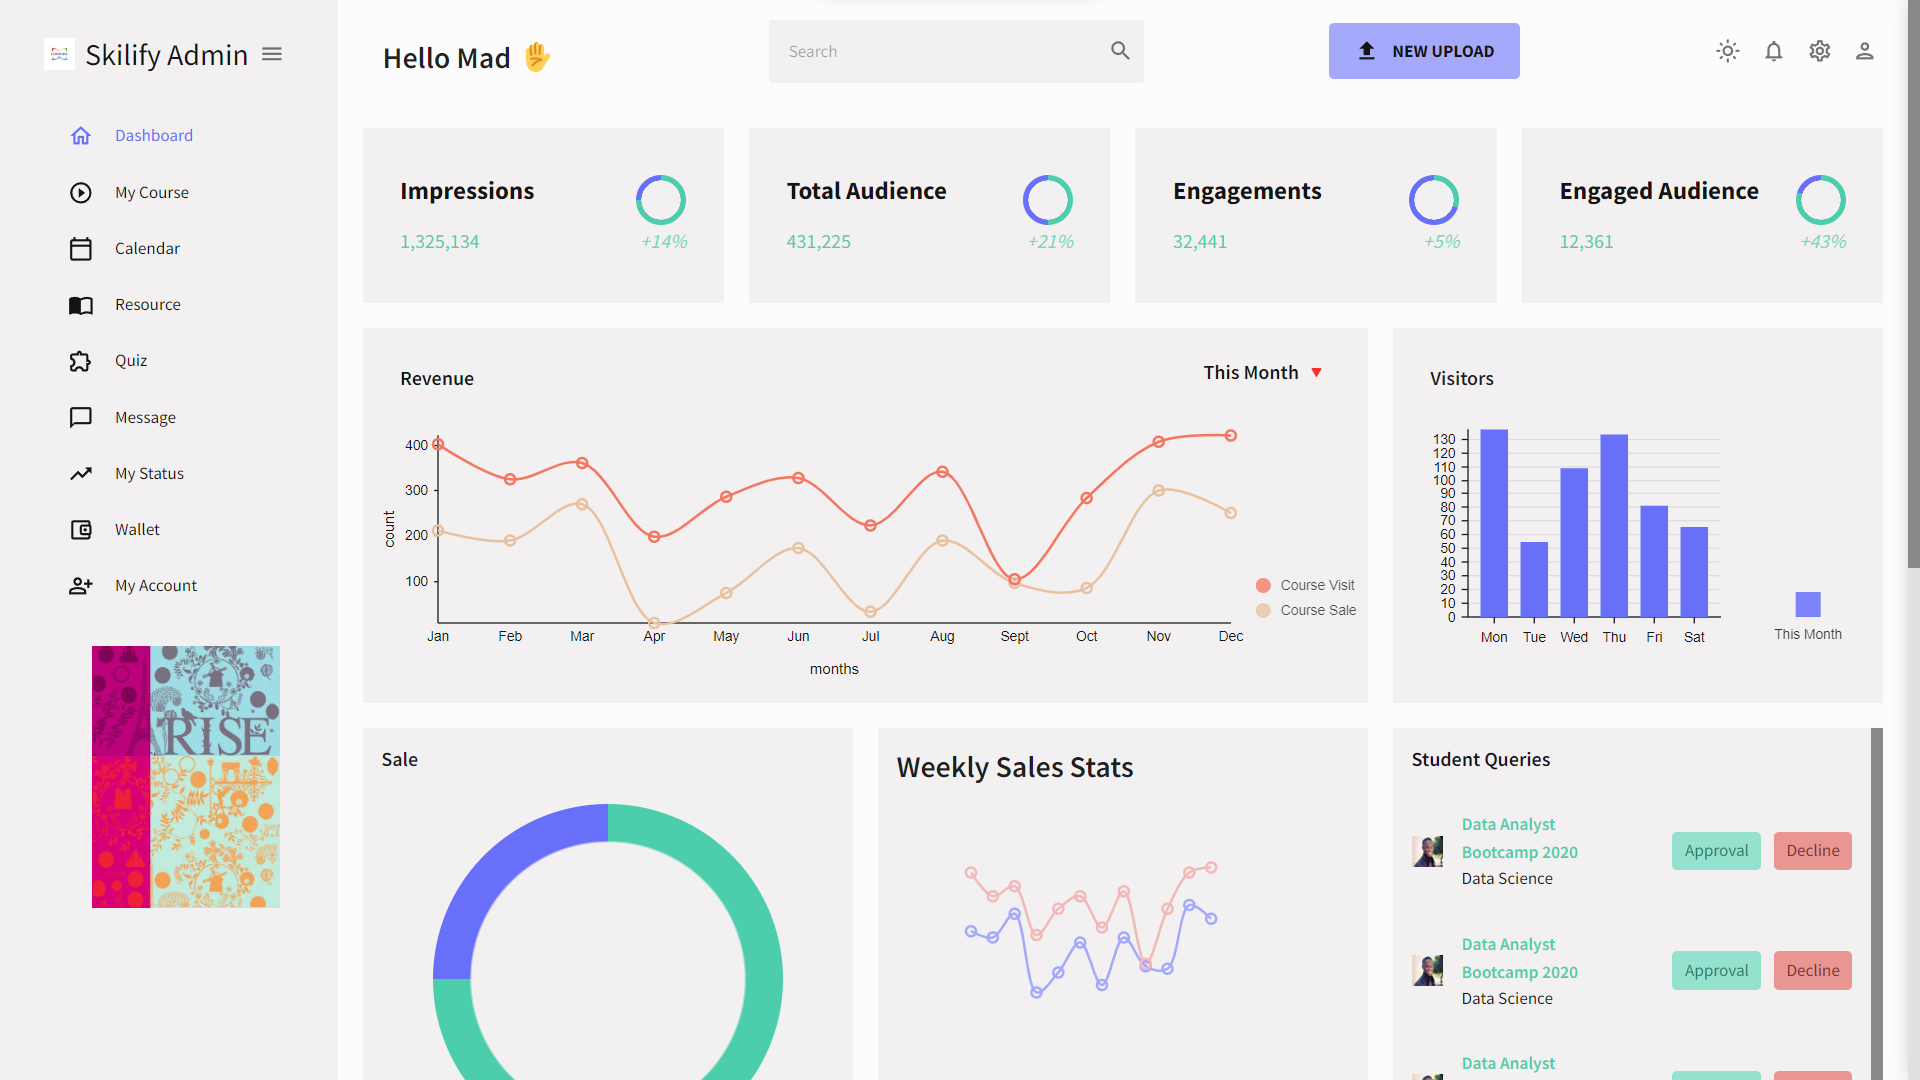 Skilify Admin
Dashboard
My Course
Calendar
Resource
Quiz
Message
My Status
Wallet
My Account
RISE
Hello Mad
Search
NEW UPLOAD
Impressions
1,325,134
+14%
Total Audience
431,225
+21%
Engagements
32,441
+5%
Engaged Audience
12,361
+43%
Revenue
This Month
400
300
200
100
count
Jan Feb Mar Apr May Jun Jul Aug Sept Oct Nov Dec
months
Course Visit
Course Sale
Visitors
130
120
110
100
90
80
70
60
50
40
30
20
10
0
Mon Tue Wed Thu Fri Sat
This Month
Sale
Weekly Sales Stats
Student Queries
Data Analyst
Bootcamp 2020
Data Science
Approval
Decline
Data Analyst
Bootcamp 2020
Data Science
Approval
Decline
Data Analyst